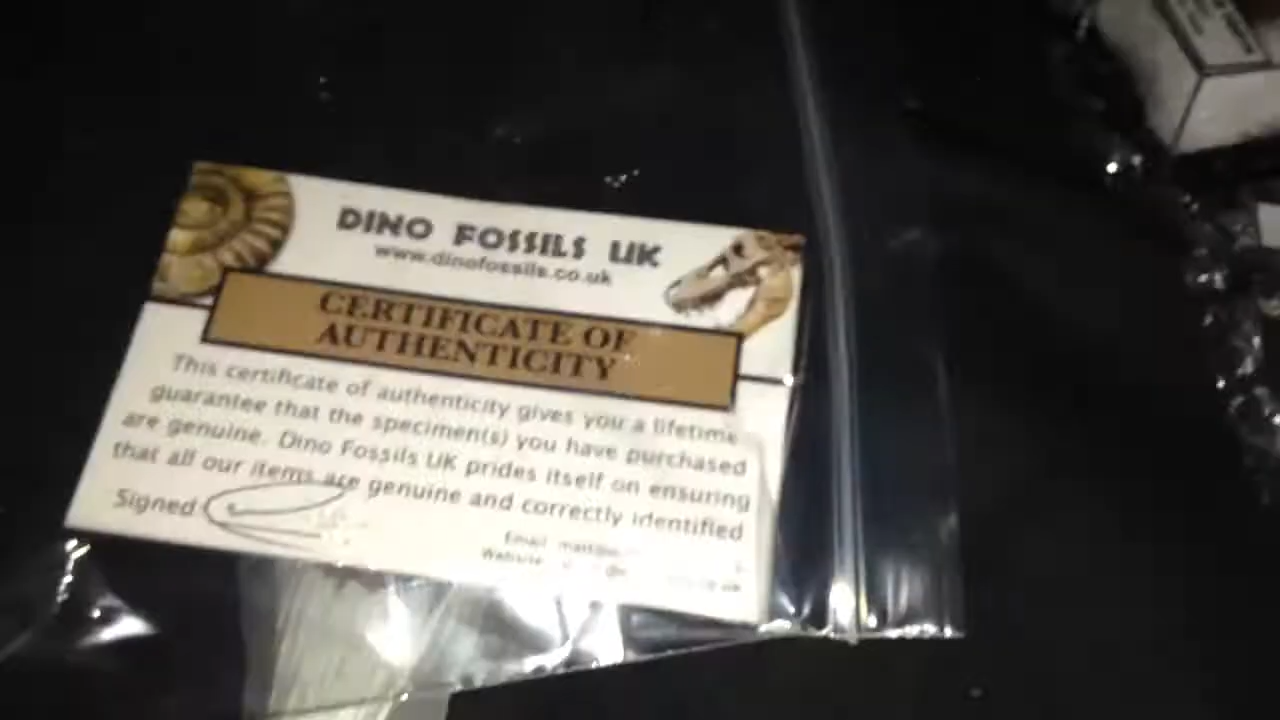 DINO FOSSILS UK
www.dinofossils.co.uk
CERTIFICATE OF
AUTHENTICITY
This certificate of authenticity gives you a lifetime
guarantee that the specimen(s) you have purchased
are genuine. Dino Fossils UK prides itself on ensuring
that all our items are genuine and correctly identified
Signed
Email
Website